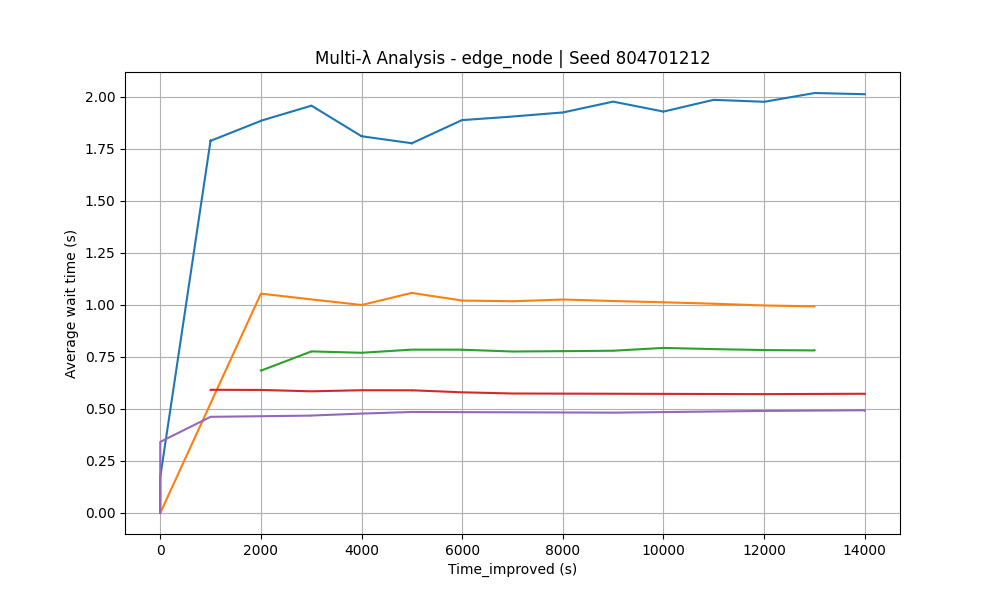 Multi-λ Analysis - edge_node | Seed 804701212
2.00
1.75
1.50
1.25
1.00
0.75
0.50
0.25
0.00
Average wait time (s)
0 2000 4000 6000 8000 10000 12000 14000
Time_improved (s)